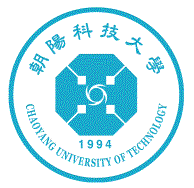 朝陽科技大學
1994
CHAOYANG UNIVERSITY OF TECHNOLOGY